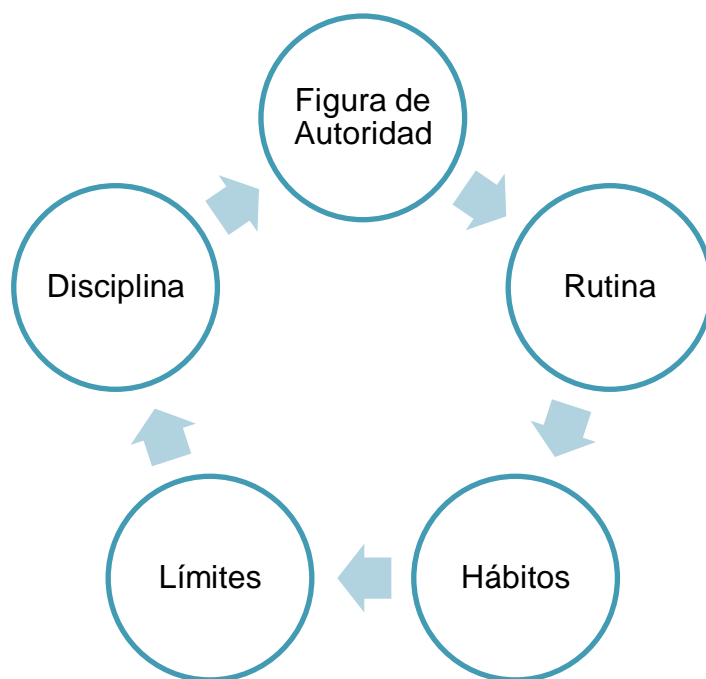 Figura de
Autoridad
Rutina
Hábitos
Límites
Disciplina